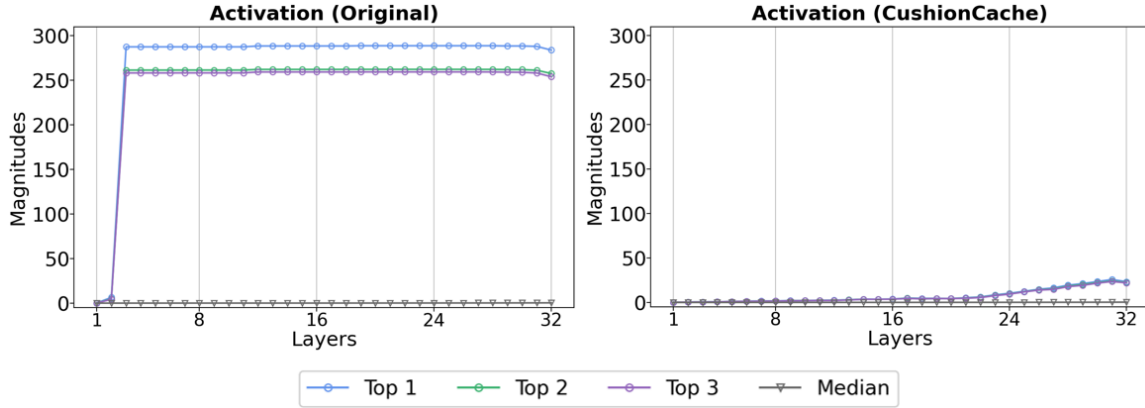 Activation (Original)
300
250
200
150
100
50
0
Magnitudes
1 8 16 24 32
Layers
Activation (CushionCache)
300
250
200
150
100
50
0
Magnitudes
1 8 16 24 32
Layers
Top 1 Top 2 Top 3 Median